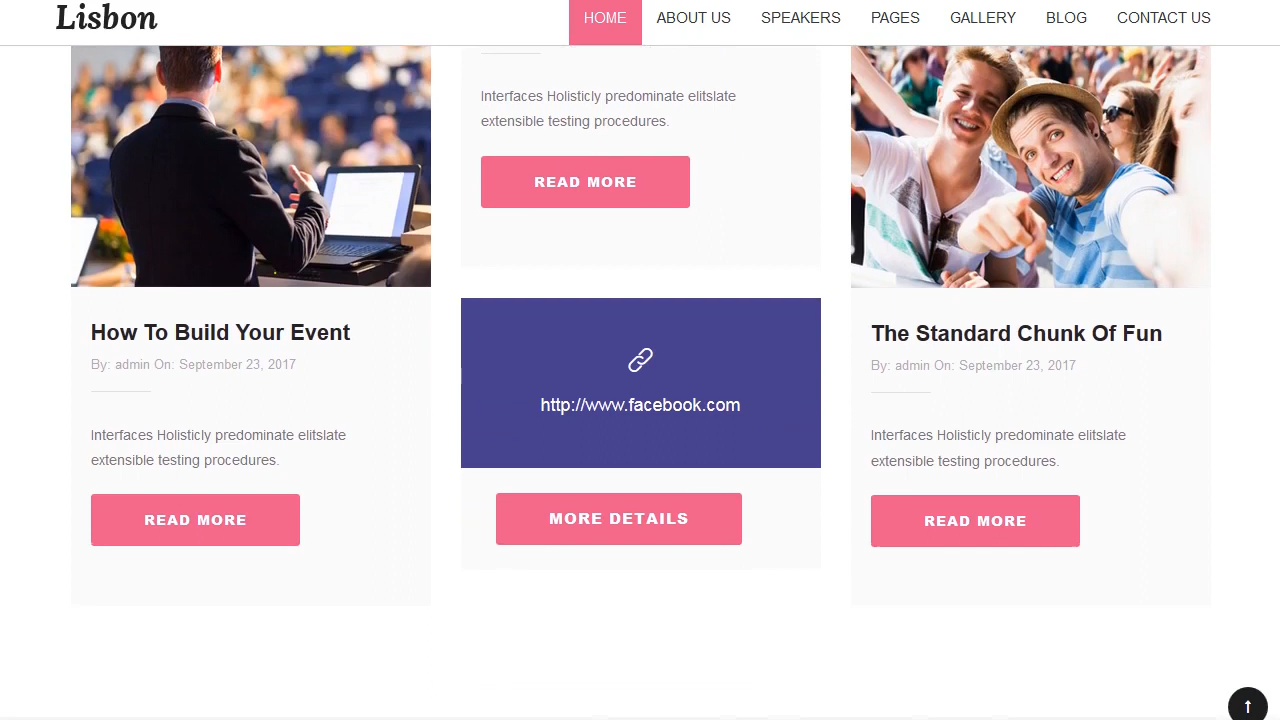 Lisbon
HOME ABOUT US SPEAKERS PAGES GALLERY BLOG CONTACT US
How To Build Your Event
By: admin On: September 23, 2017
Interfaces Holisticly predominate elitslate
extensible testing procedures.
READ MORE
Interfaces Holisticly predominate elitslate
extensible testing procedures.
READ MORE
http://www.facebook.com
MORE DETAILS
The Standard Chunk Of Fun
By: admin On: September 23, 2017
Interfaces Holisticly predominate elitslate
extensible testing procedures.
READ MORE